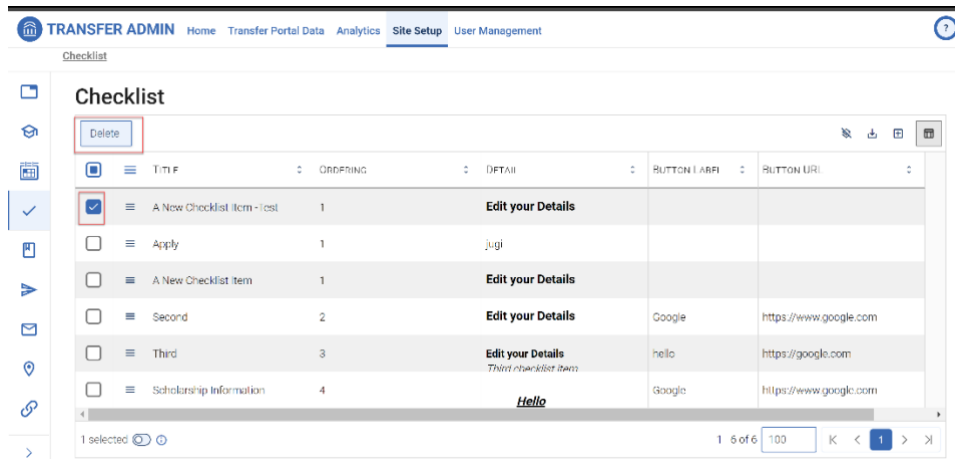 TRANSFER ADMIN Home Transfer Portal Data Analytics Site Setup User Management ?
Checklist
Checklist
Delete
TITLE ORDERING DETAIL BUTTON LABEL BUTTON URL
A New Checklist Item -Test 1 Edit your Details
Apply 1 jugi
A New Checklist Item 1 Edit your Details
Second 2 Edit your Details Google https://www.google.com
Third 3 Edit your Details hello https://google.com
Third checklist item
Scholarship Information 4 Hello Google https://www.google.com
1 selected 1 6 of 6 100 K < 1 > >|